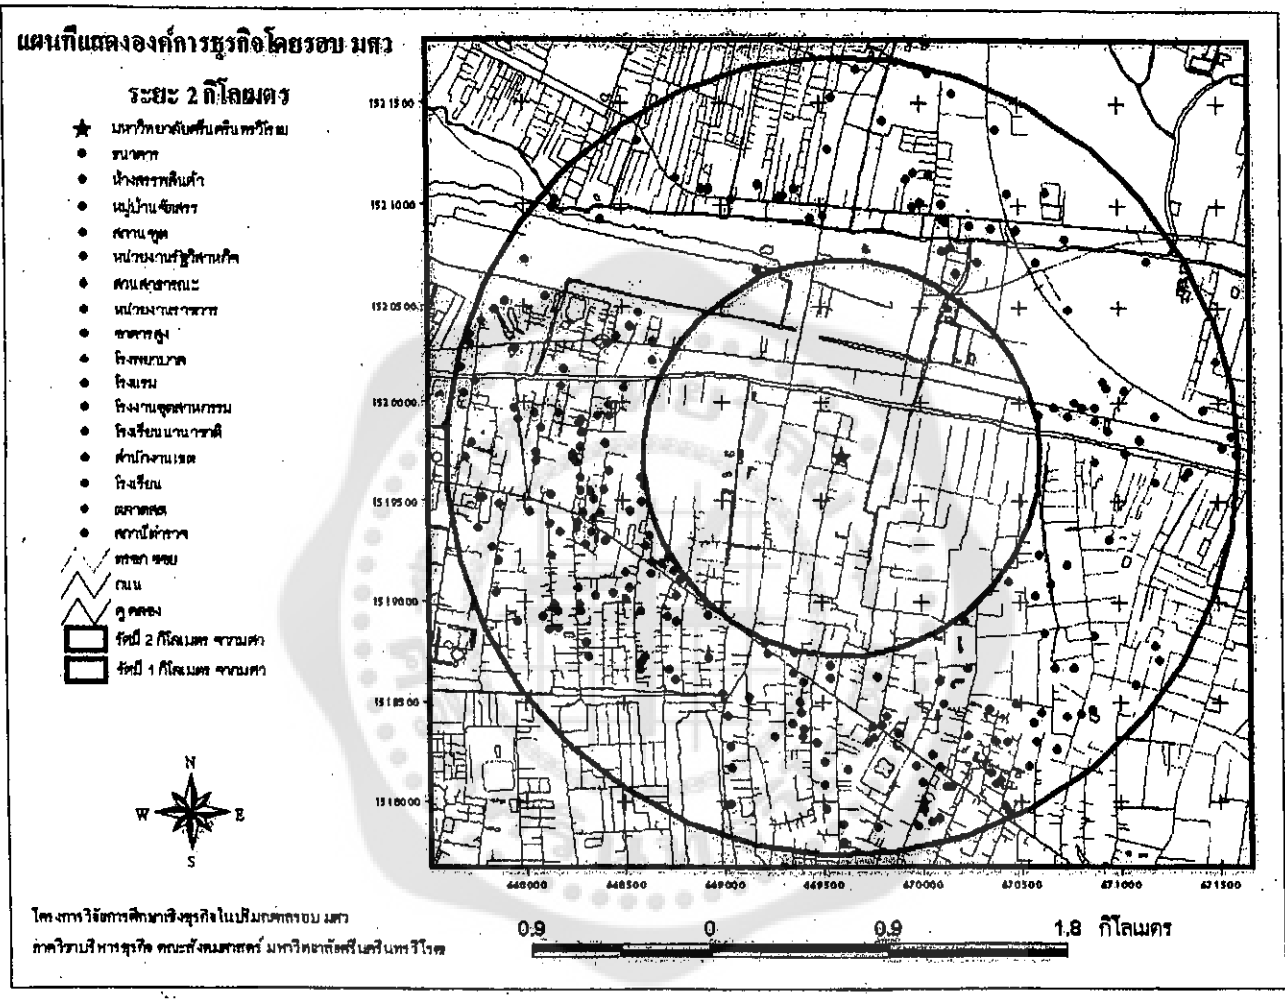 แผนที่แสดงองค์การธุรกิจโดยรอบ มศว
ระยะ 2 กิโลเมตร
มหาวิทยาลัยศรีนครินทรวิโรฒ
ธนาคาร
ห้างสรรพสินค้า
หมู่บ้านจัดสรร
สถานทูต
หน่วยงานรัฐวิสาหกิจ
สวนสาธารณะ
หน่วยงานราชการ
อาคารสูง
โรงพยาบาล
โรงแรม
โรงงานอุตสาหกรรม
โรงเรียนนานาชาติ
สำนักงานเขต
โรงเรียน
ตลาดสด
สถานีตำรวจ
ตรอก ซอย
ถนน
คู คลอง
รัศมี 2 กิโลเมตร จากมศว
รัศมี 1 กิโลเมตร จากมศว
N
W E
S
1521500
1521000
1520500
1520000
1519500
1519000
1518500
1518000
668000 668500 669000 669500 670000 670500 671000 671500
โครงการวิจัยการศึกษาเชิงธุรกิจในปริมณฑลรอบ มศว
ภาควิชาบริหารธุรกิจ คณะสังคมศาสตร์ มหาวิทยาลัยศรีนครินทรวิโรฒ
0.9 0 0.9 1.8 กิโลเมตร